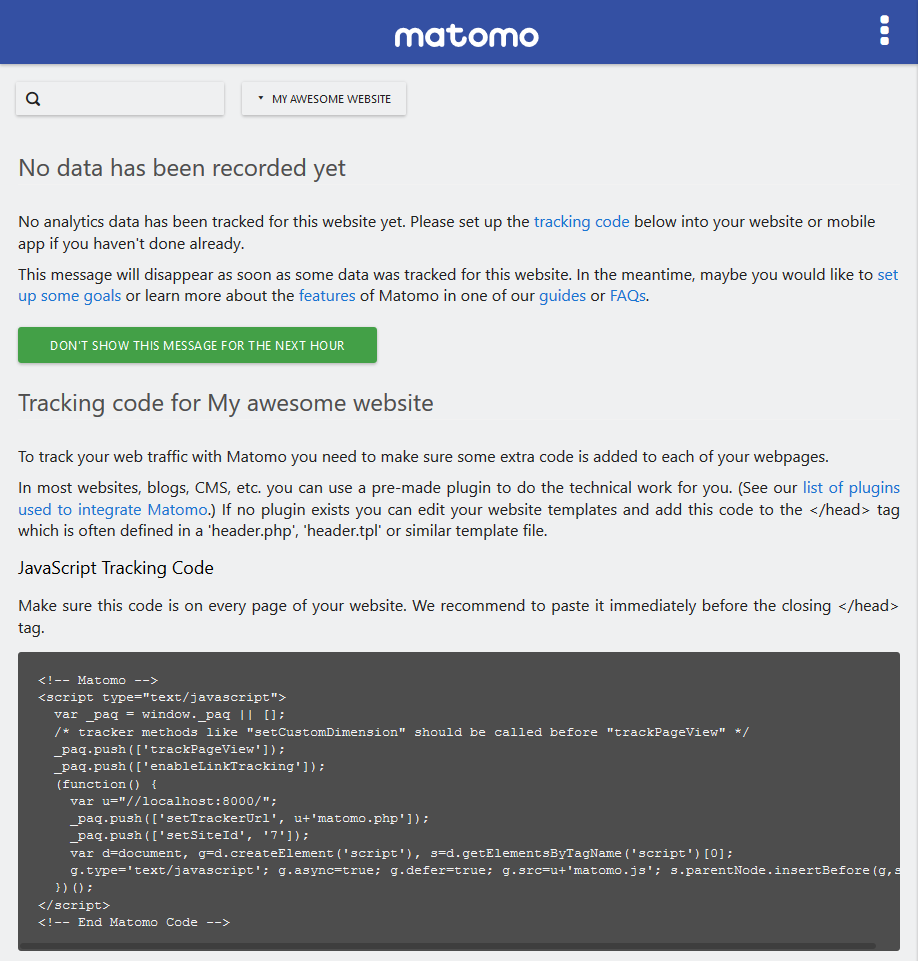 matomo
MY AWESOME WEBSITE
No data has been recorded yet
No analytics data has been tracked for this website yet. Please set up the tracking code below into your website or mobile
app if you haven't done already.
This message will disappear as soon as some data was tracked for this website. In the meantime, maybe you would like to set
up some goals or learn more about the features of Matomo in one of our guides or FAQs.
DON'T SHOW THIS MESSAGE FOR THE NEXT HOUR
Tracking code for My awesome website
To track your web traffic with Matomo you need to make sure some extra code is added to each of your webpages.
In most websites, blogs, CMS, etc. you can use a pre-made plugin to do the technical work for you. (See our list of plugins
used to integrate Matomo.) If no plugin exists you can edit your website templates and add this code to the </head> tag
which is often defined in a 'header.php', 'header.tpl' or similar template file.
JavaScript Tracking Code
Make sure this code is on every page of your website. We recommend to paste it immediately before the closing </head>
tag.
<!-- Matomo -->
<script type="text/javascript">
  var _paq = window._paq || [];
  /* tracker methods like "setCustomDimension" should be called before "trackPageView" */
  _paq.push(['trackPageView']);
  _paq.push(['enableLinkTracking']);
  (function() {
    var u="//localhost:8000/";
    _paq.push(['setTrackerUrl', u+'matomo.php']);
    _paq.push(['setSiteId', '7']);
    var d=document, g=d.createElement('script'), s=d.getElementsByTagName('script')[0];
    g.type='text/javascript'; g.async=true; g.defer=true; g.src=u+'matomo.js'; s.parentNode.insertBefore(g,s
  })();
</script>
<!-- End Matomo Code -->